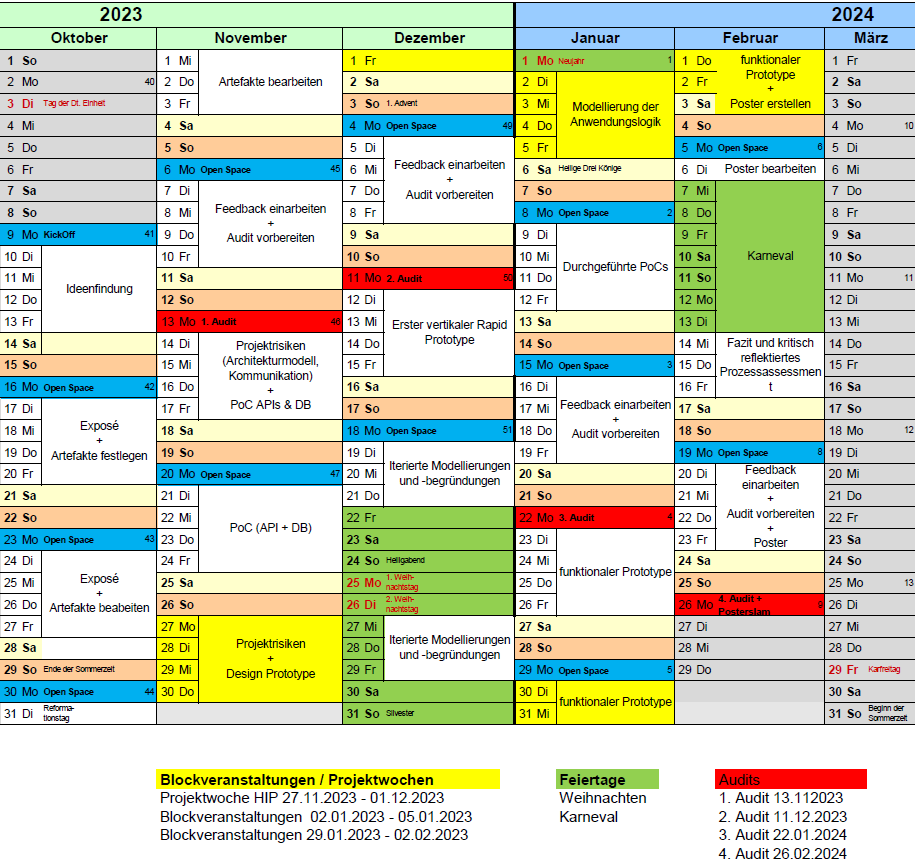 2023
2024
Oktober
November
Dezember
Januar
Februar
März
1 So
2 Mo 40
3 Di Tag der Dt. Einheit
4 Mi
5 Do
6 Fr
7 Sa
8 So
9 Mo KickOff 41
10 Di
11 Mi
12 Do
13 Fr
Ideenfindung
14 Sa
15 So
16 Mo Open Space 42
17 Di
18 Mi
19 Do
20 Fr
Exposé
+
Artefakte festlegen
21 Sa
22 So
23 Mo Open Space 43
24 Di
25 Mi
26 Do
27 Fr
Exposé
+
Artefakte beabeiten
28 Sa
29 So Ende der Sommerzeit
30 Mo Open Space 44
31 Di Reforma-
tionstag
1 Mi
2 Do
3 Fr
Artefakte bearbeiten
4 Sa
5 So
6 Mo Open Space 45
7 Di
8 Mi
9 Do
10 Fr
Feedback einarbeiten
+
Audit vorbereiten
11 Sa
12 So
13 Mo 1. Audit 46
14 Di
15 Mi
16 Do
17 Fr
Projektrisiken
(Architekturmodell,
Kommunikation)
+
PoC APIs & DB
18 Sa
19 So
20 Mo Open Space 47
21 Di
22 Mi
23 Do
24 Fr
PoC (API + DB)
25 Sa
26 So
27 Mo
28 Di
29 Mi
30 Do
Projektrisiken
+
Design Prototype
1 Fr
2 Sa
3 So 1. Advent
4 Mo Open Space 49
5 Di
6 Mi
7 Do
8 Fr
Feedback einarbeiten
+
Audit vorbereiten
9 Sa
10 So
11 Mo 2. Audit 50
12 Di
13 Mi
14 Do
15 Fr
Erster vertikaler Rapid
Prototype
16 Sa
17 So
18 Mo Open Space 51
19 Di
20 Mi
21 Do
Iterierte Modellierungen
und -begründungen
22 Fr
23 Sa
24 So Heiligabend
25 Mo 1. Weih-
nachtstag
26 Di 2. Weih-
nachtstag
27 Mi
28 Do
29 Fr
Iterierte Modellierungen
und -begründungen
30 Sa
31 So Silvester
1 Mo Neujahr 1
2 Di
3 Mi
4 Do
5 Fr
Modellierung der
Anwendungslogik
6 Sa Heilige Drei Könige
7 So
8 Mo Open Space 2
9 Di
10 Mi
11 Do
12 Fr
Durchgeführte PoCs
13 Sa
14 So
15 Mo Open Space 3
16 Di
17 Mi
18 Do
19 Fr
Feedback einarbeiten
+
Audit vorbereiten
20 Sa
21 So
22 Mo 3. Audit 4
23 Di
24 Mi
25 Do
26 Fr
funktionaler Prototype
27 Sa
28 So
29 Mo Open Space 5
30 Di
31 Mi
funktionaler Prototype
1 Do
2 Fr
3 Sa
funktionaler
Prototype
+
Poster erstellen
4 So
5 Mo Open Space 6
6 Di Poster bearbeiten
7 Mi
8 Do
9 Fr
10 Sa
11 So
12 Mo
13 Di
Karneval
14 Mi
15 Do
16 Fr
Fazit und kritisch
reflektiertes
Prozessassessmen
t
17 Sa
18 So
19 Mo Open Space 8
20 Di
21 Mi
22 Do
23 Fr
Feedback
einarbeiten
+
Audit vorbereiten
+
Poster
24 Sa
25 So
26 Mo 4. Audit +
Posterslam 9
27 Di
28 Mi
29 Do
1 Fr
2 Sa
3 So
4 Mo 10
5 Di
6 Mi
7 Do
8 Fr
9 Sa
10 So
11 Mo 11
12 Di
13 Mi
14 Do
15 Fr
16 Sa
17 So
18 Mo 12
19 Di
20 Mi
21 Do
22 Fr
23 Sa
24 So
25 Mo 13
26 Di
27 Mi
28 Do
29 Fr Karfreitag
30 Sa
31 So Beginn der
Sommerzeit
Blockveranstaltungen / Projektwochen
Projektwoche HIP 27.11.2023 - 01.12.2023
Blockveranstaltungen 02.01.2023 - 05.01.2023
Blockveranstaltungen 29.01.2023 - 02.02.2023
Feiertage
Weihnachten
Karneval
Audits
1. Audit 13.112023
2. Audit 11.12.2023
3. Audit 22.01.2024
4. Audit 26.02.2024